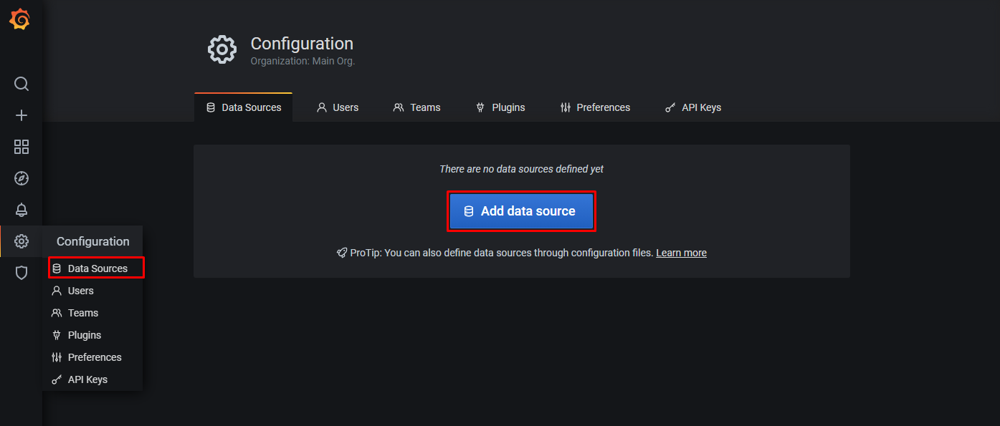 Configuration
Organization: Main Org.
Data Sources Users Teams Plugins Preferences API Keys
There are no data sources defined yet
Add data source
ProTip: You can also define data sources through configuration files. Learn more
Configuration
Data Sources
Users
Teams
Plugins
Preferences
API Keys